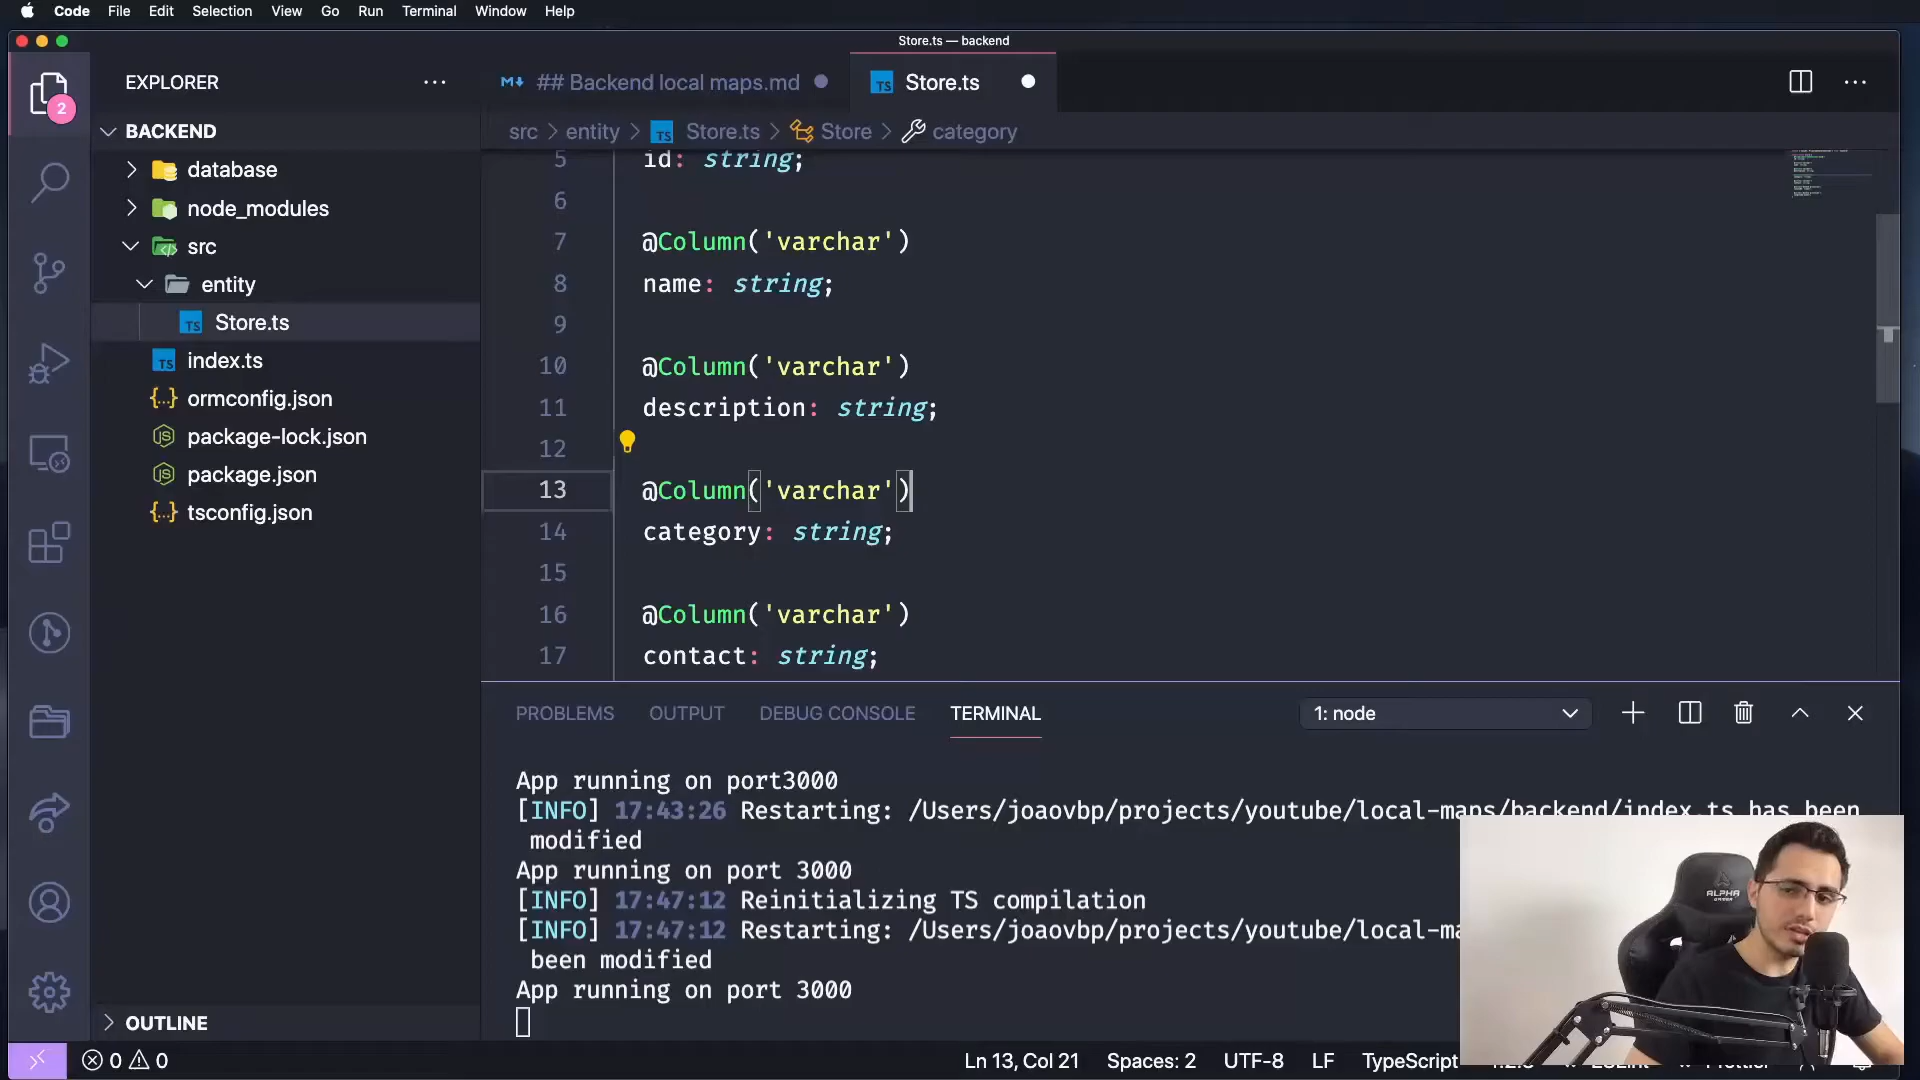 Code File Edit Selection View Go Run Terminal Window Help
Store.ts — backend
EXPLORER
## Backend local maps.md
TS Store.ts
2
BACKEND
src > entity > TS Store.ts > Store > category
database
node_modules
src
entity
TS Store.ts
TS index.ts
{..} ormconfig.json
package-lock.json
package.json
{..} tsconfig.json
5 id: string;
6
7 @Column('varchar')
8 name: string;
9
10 @Column('varchar')
11 description: string;
12
13 @Column('varchar')
14 category: string;
15
16 @Column('varchar')
17 contact: string;
PROBLEMS OUTPUT DEBUG CONSOLE TERMINAL
1: node
App running on port3000
[INFO] 17:43:26 Restarting: /Users/joaovbp/projects/youtube/local-maps/backend/index.ts has been
modified
App running on port 3000
[INFO] 17:47:12 Reinitializing TS compilation
[INFO] 17:47:12 Restarting: /Users/joaovbp/projects/youtube/local-ma
been modified
App running on port 3000
ALPHA
GAMER
OUTLINE
0 0
Ln 13, Col 21 Spaces: 2 UTF-8 LF TypeScript